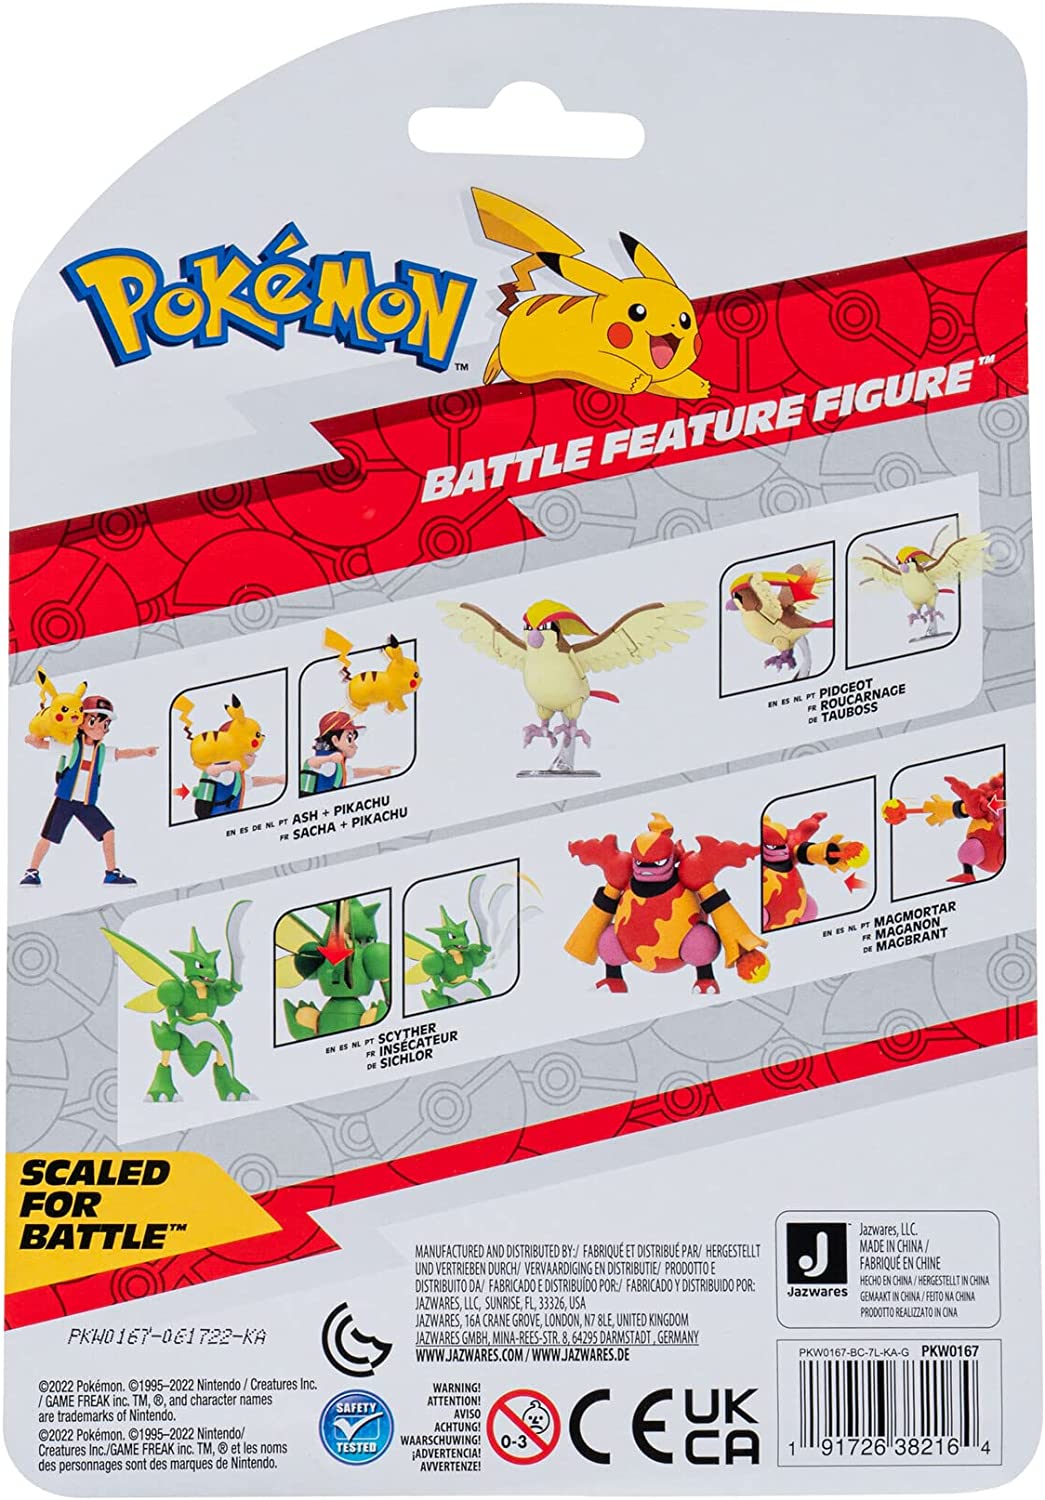 POKéMON™
BATTLE FEATURE FIGURE™
EN ES NL PT PIDGEOT
FR ROUCARNAGE
DE TAUBOSS
EN ES DE NL PT ASH + PIKACHU
FR SACHA + PIKACHU
EN ES NL PT MAGMORTAR
FR MAGANON
DE MAGBRANT
EN ES NL PT SCYTHER
FR INSÉCATEUR
DE SICHLOR
SCALED
FOR
BATTLE™
PKW0167-061722-KA
©2022 Pokémon. ©1995–2022 Nintendo / Creatures Inc.
/ GAME FREAK inc. TM, ®, and character names
are trademarks of Nintendo.
©2022 Pokémon. ©1995–2022 Nintendo/
Creatures Inc./GAME FREAK inc. TM, ® et les noms
des personnages sont des marques de Nintendo.
MANUFACTURED AND DISTRIBUTED BY:/ FABRIQUÉ ET DISTRIBUÉ PAR/ HERGESTELLT
UND VERTRIEBEN DURCH/ VERVAARDIGING EN DISTRIBUTIE/ PRODOTTO E
DISTRIBUITO DA/ FABRICADO E DISTRIBUÍDO POR:/ FABRICADO Y DISTRIBUIDO POR:
JAZWARES, LLC, SUNRISE, FL, 33326, USA
JAZWARES, 16A CRANE GROVE, LONDON, N7 8LE, UNITED KINGDOM
JAZWARES GMBH, MINA-REES-STR. 8, 64295 DARMSTADT, GERMANY
WWW.JAZWARES.COM / WWW.JAZWARES.DE
SAFETY
TESTED
WARNING!
ATTENTION!
AVISO
ACHTUNG!
WAARSCHUWING!
¡ADVERTENCIA!
AVVERTENZE!
0-3
CE
UK
CA
J™
Jazwares
Jazwares, LLC.
MADE IN CHINA /
FABRIQUÉ EN CHINE
HECHO EN CHINA / HERGESTELLT IN CHINA
GEMAAKT IN CHINA / FEITO NA CHINA
PRODOTTO REALIZZATO IN CINA
PKW0167-BC-7L-KA-G PKW0167
1 91726 38216 4